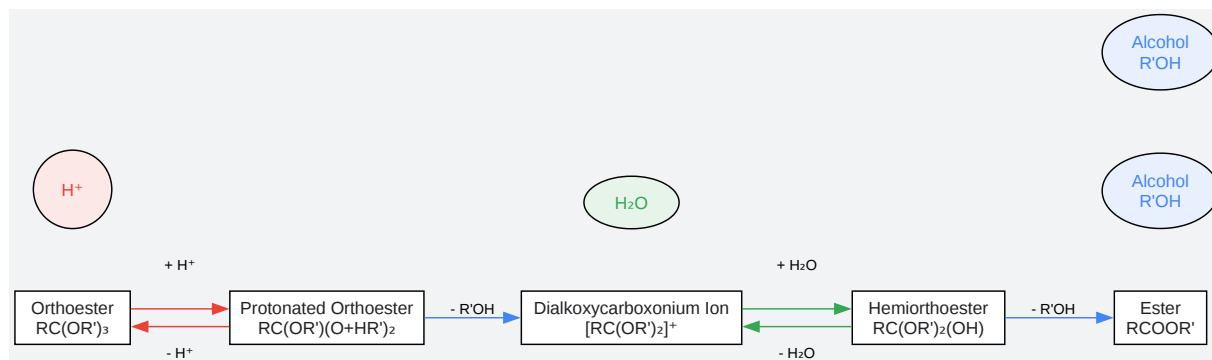 Alcohol
R'OH
H⁺
H₂O
Alcohol
R'OH
+ H⁺
+ H₂O
Orthoester
RC(OR')₃
Protonated Orthoester
RC(OR')(O+HR')₂
- R'OH
Dialkoxycarboxonium Ion
[RC(OR')₂]⁺
Hemiorthoester
RC(OR')₂(OH)
- R'OH
Ester
RCOOR'
- H⁺
- H₂O